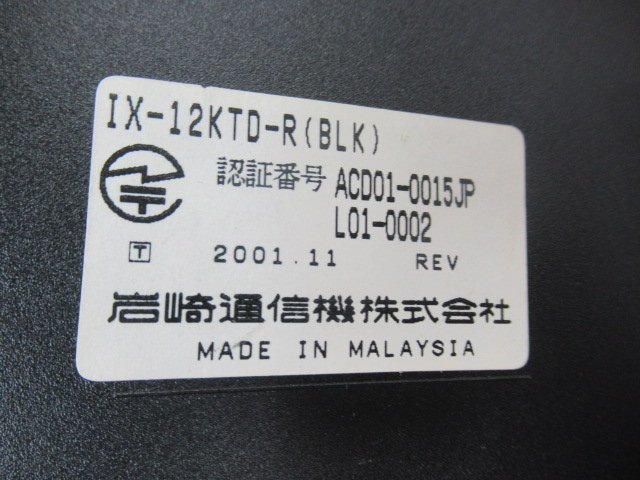 IX-12KTD-R(BLK)
認証番号 ACD01-0015JP
L01-0002
T 2001.11 REV
岩崎通信機株式会社
MADE IN MALAYSIA